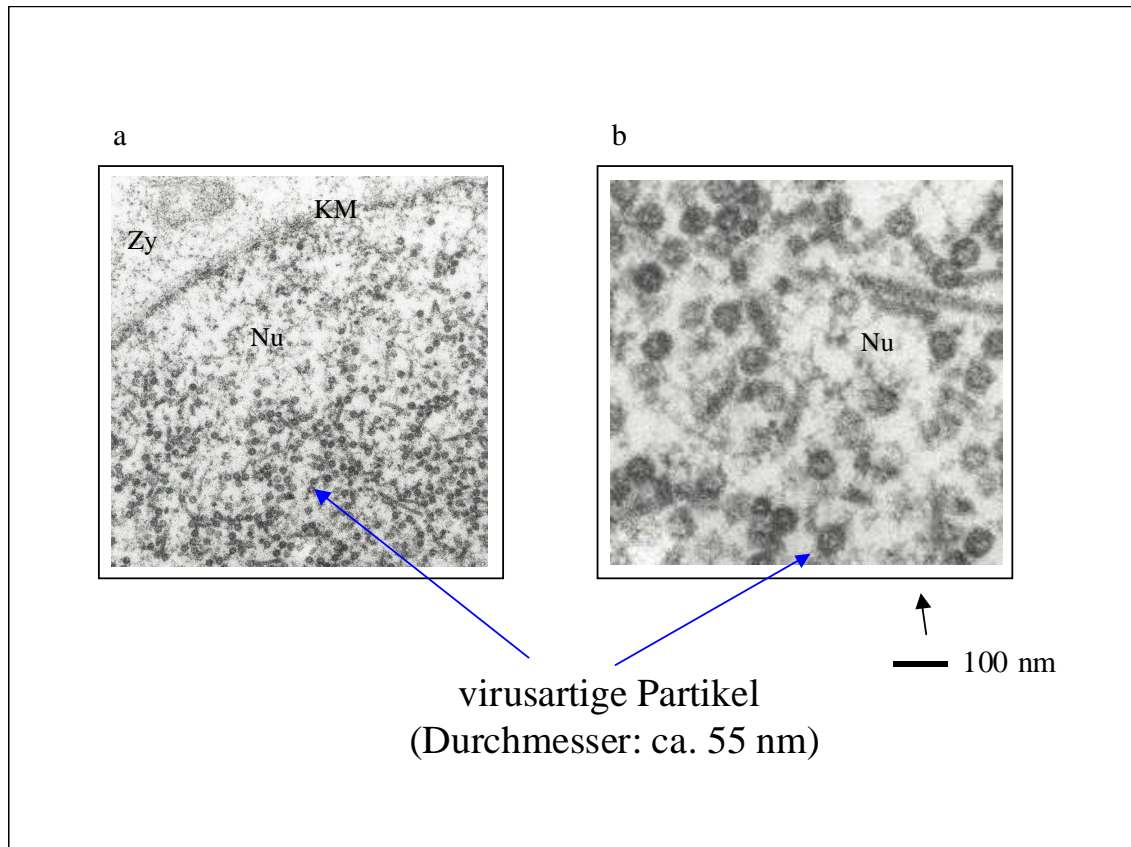 a
b
KM
Zy
Nu
Nu
100 nm
virusartige Partikel
(Durchmesser: ca. 55 nm)